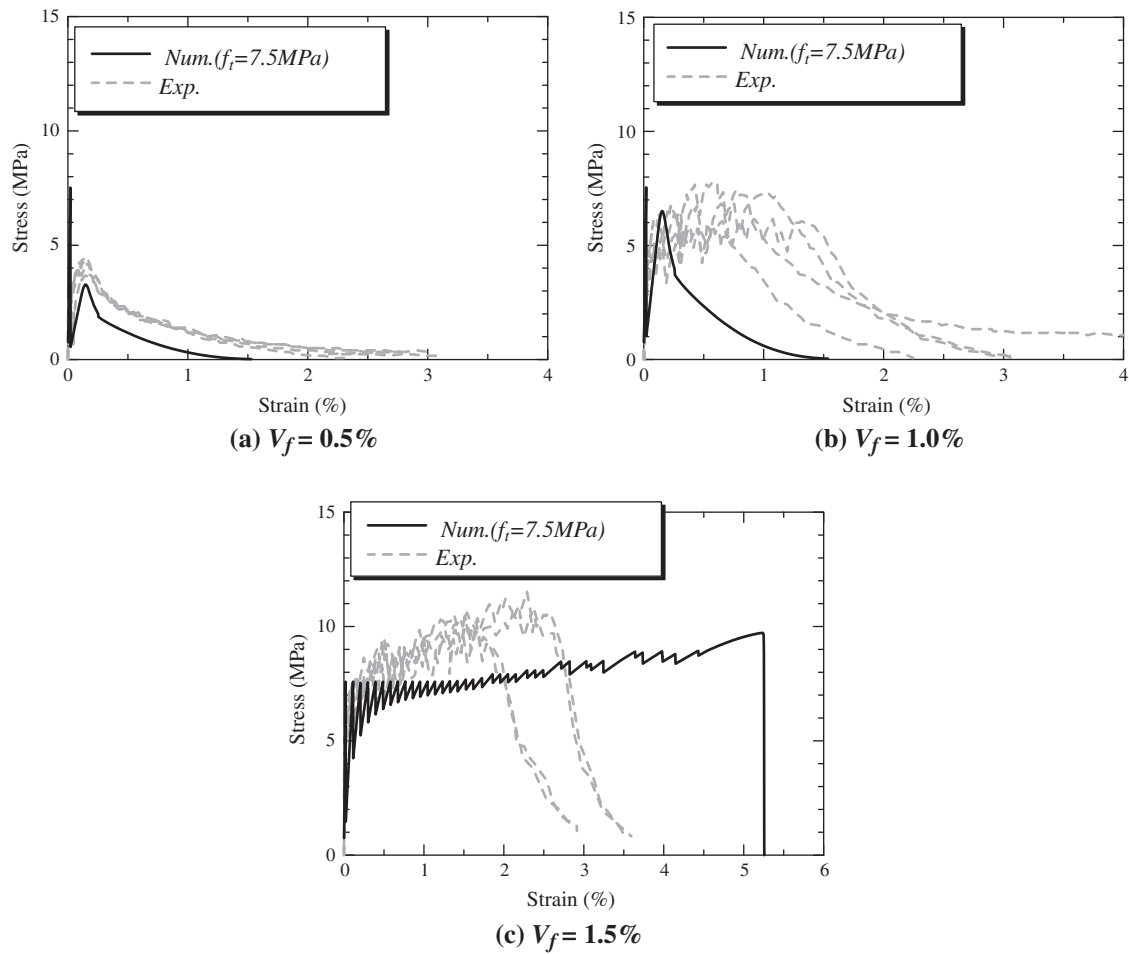 15
10
5
0
Stress (MPa)
Num.(fₜ=7.5MPa)
Exp.
0 1 2 3 4
Strain (%)
(a) V_f = 0.5%
15
10
5
0
Stress (MPa)
Num.(fₜ=7.5MPa)
Exp.
0 1 2 3 4
Strain (%)
(b) V_f = 1.0%
15
10
5
0
Stress (MPa)
Num.(fₜ=7.5MPa)
Exp.
0 1 2 3 4 5 6
Strain (%)
(c) V_f = 1.5%